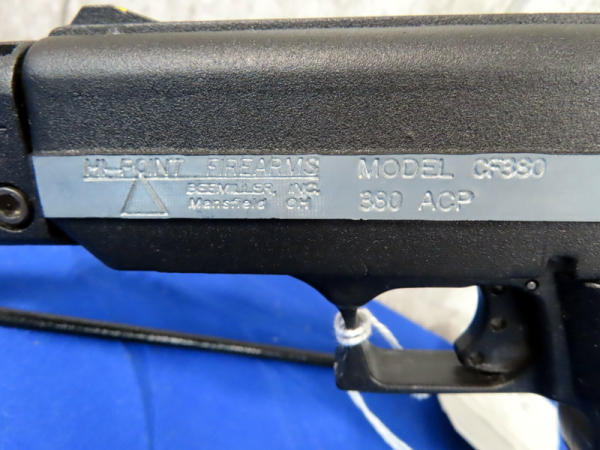 HI-POINT FIREARMS
BEEMILLER, INC.
Mansfield OH
MODEL CF380
380 ACP